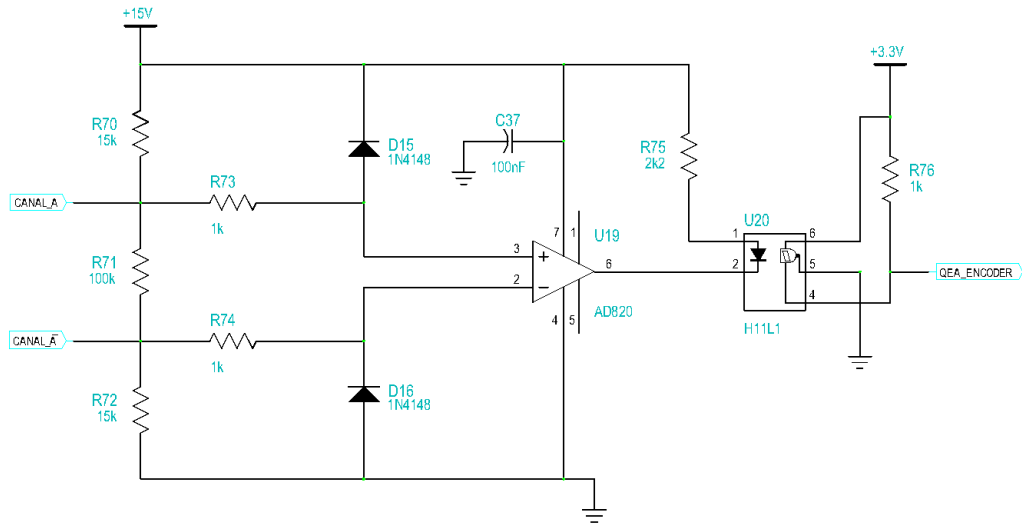 +15V
+3.3V
R70
15k
C37
100nF
D15
1N4148
R75
2k2
R76
1k
R73
1k
CANAL_A
U20
7
1
U19
3
1
6
R71
100k
6
2
5
QEA_ENCODER
2
4
R74
1k
4
5
AD820
H11L1
CANAL_A̅
R72
15k
D16
1N4148